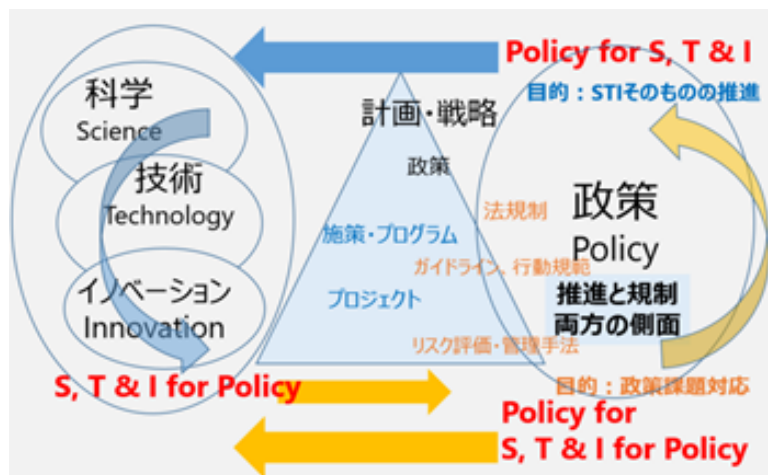 Policy for S, T & I
目的：STIそのものの推進
科学
Science
技術
Technology
イノベーション
Innovation
計画・戦略
政策
施策・プログラム
プロジェクト
法規制
ガイドライン、行動規範
リスク評価・管理手法
政策
Policy
推進と規制
両方の側面
目的：政策課題対応
S, T & I for Policy
Policy for
S, T & I for Policy